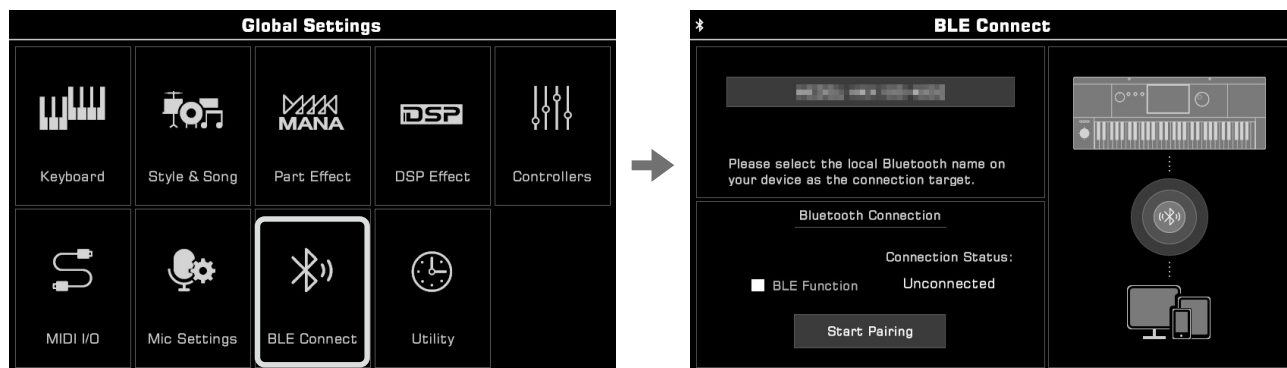 Global Settings
Keyboard
Style & Song
MANA
Part Effect
DSP
DSP Effect
Controllers
MIDI I/O
Mic Settings
BLE Connect
Utility
BLE Connect
Please select the local Bluetooth name on
your device as the connection target.
Bluetooth Connection
Connection Status:
BLE Function
Unconnected
Start Pairing